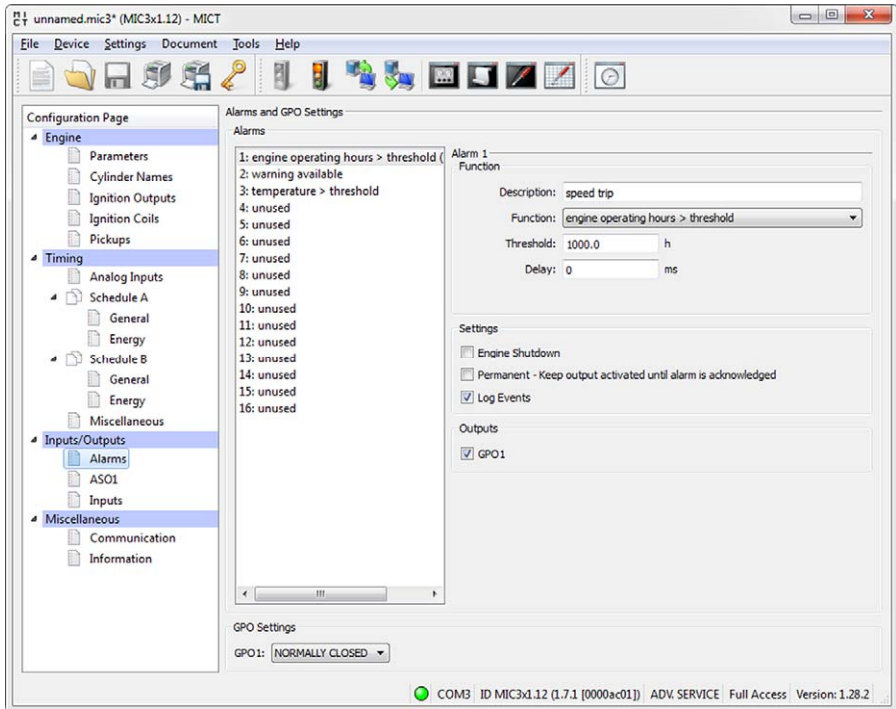 unnamed.mic3* (MIC3x1.12) - MICT
File Device Settings Document Tools Help
Configuration Page
Engine
Parameters
Cylinder Names
Ignition Outputs
Ignition Coils
Pickups
Timing
Analog Inputs
Schedule A
General
Energy
Schedule B
General
Energy
Miscellaneous
Inputs/Outputs
Alarms
ASO1
Inputs
Miscellaneous
Communication
Information
Alarms and GPO Settings
Alarms
1: engine operating hours > threshold (
2: warning available
3: temperature > threshold
4: unused
5: unused
6: unused
7: unused
8: unused
9: unused
10: unused
11: unused
12: unused
13: unused
14: unused
15: unused
16: unused
Alarm 1
Function
Description: speed trip
Function: engine operating hours > threshold
Threshold: 1000.0 h
Delay: 0 ms
Settings
Engine Shutdown
Permanent - Keep output activated until alarm is acknowledged
Log Events
Outputs
GPO1
GPO Settings
GPO1: NORMALLY CLOSED
COM3 ID MIC3x1.12 (1.7.1 [0000ac01]) ADV. SERVICE Full Access Version: 1.28.2